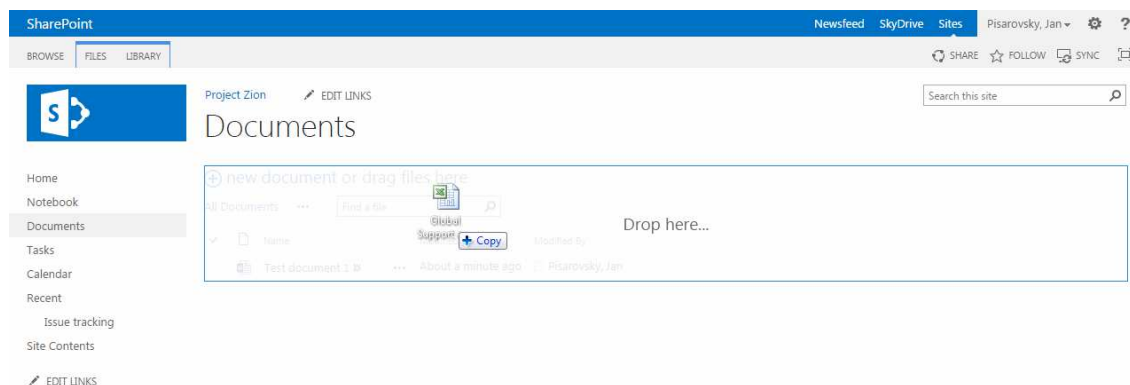 SharePoint Newsfeed SkyDrive Sites Pisarovsky, Jan ?
BROWSE FILES LIBRARY SHARE FOLLOW SYNC
S
Project Zion EDIT LINKS Search this site
Documents
Home
Notebook
Documents
Tasks
Calendar
Recent
Issue tracking
Site Contents
EDIT LINKS
new document or drag files here
All Documents ... Find a file
Global
Support
Copy
Drop here...
Name Modified By
Test document 1 ... About a minute ago Pisarovsky, Jan